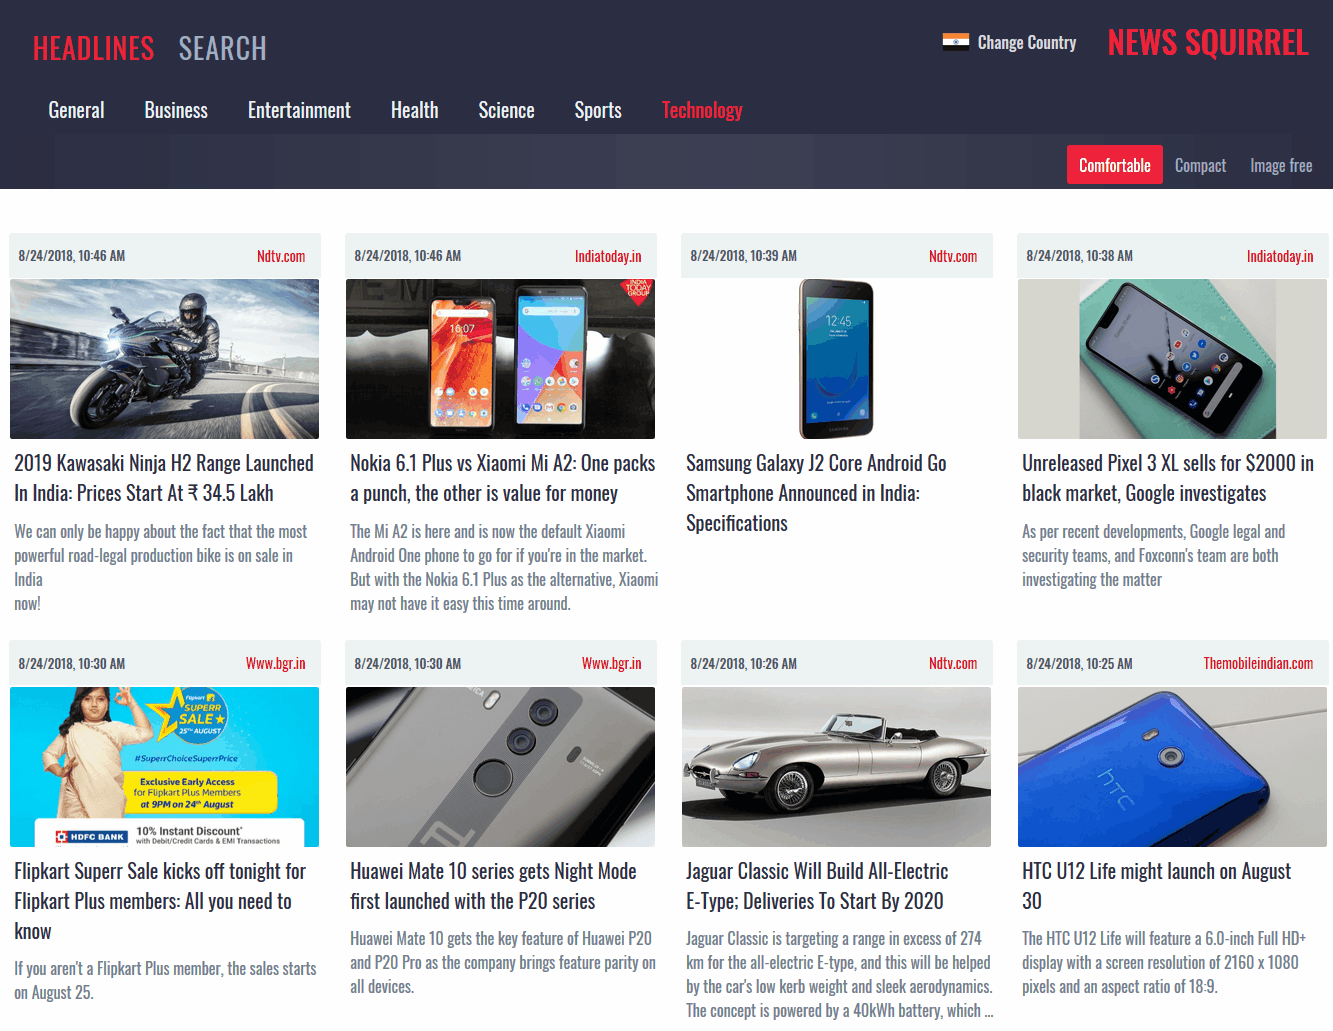 HEADLINES SEARCH
Change Country
NEWS SQUIRREL
General Business Entertainment Health Science Sports Technology
Comfortable Compact Image free
8/24/2018, 10:46 AM Ndtv.com
2019 Kawasaki Ninja H2 Range Launched
In India: Prices Start At ₹ 34.5 Lakh
We can only be happy about the fact that the most
powerful road-legal production bike is on sale in
India
now!
8/24/2018, 10:46 AM Indiatoday.in
INDIA
TODAY
GROUP
16:07
Nokia 6.1 Plus vs Xiaomi Mi A2: One packs
a punch, the other is value for money
The Mi A2 is here and is now the default Xiaomi
Android One phone to go for if you're in the market.
But with the Nokia 6.1 Plus as the alternative, Xiaomi
may not have it easy this time around.
8/24/2018, 10:39 AM Ndtv.com
12:45
SAMSUNG
Samsung Galaxy J2 Core Android Go
Smartphone Announced in India:
Specifications
8/24/2018, 10:38 AM Indiatoday.in
Unreleased Pixel 3 XL sells for $2000 in
black market, Google investigates
As per recent developments, Google legal and
security teams, and Foxconn's team are both
investigating the matter
8/24/2018, 10:30 AM Www.bgr.in
Flipkart
SUPERR
SALE
25TH AUGUST
#SuperrChoiceSuperrPrice
Exclusive Early Access
for Flipkart Plus Members
at 9PM on 24th August
HDFC BANK
10% Instant Discount*
with Debit/Credit Cards & EMI Transactions
Flipkart Superr Sale kicks off tonight for
Flipkart Plus members: All you need to
know
If you aren't a Flipkart Plus member, the sales starts
on August 25.
8/24/2018, 10:30 AM Www.bgr.in
Huawei Mate 10 series gets Night Mode
first launched with the P20 series
Huawei Mate 10 gets the key feature of Huawei P20
and P20 Pro as the company brings feature parity on
all devices.
8/24/2018, 10:26 AM Ndtv.com
Jaguar Classic Will Build All-Electric
E-Type; Deliveries To Start By 2020
Jaguar Classic is targeting a range in excess of 274
km for the all-electric E-type, and this will be helped
by the car's low kerb weight and sleek aerodynamics.
The concept is powered by a 40kWh battery, which ...
8/24/2018, 10:25 AM Themobileindian.com
htc
HTC U12 Life might launch on August
30
The HTC U12 Life will feature a 6.0-inch Full HD+
display with a screen resolution of 2160 x 1080
pixels and an aspect ratio of 18:9.